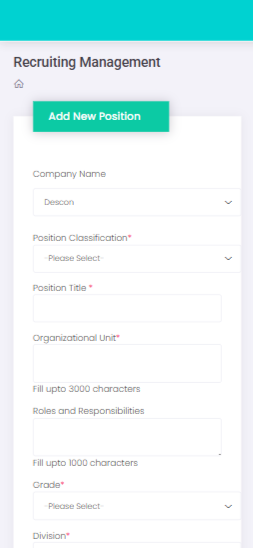 Recruiting Management
Add New Position
Company Name
Descon
Position Classification*
--Please Select--
Position Title *
Organizational Unit*
Fill upto 3000 characters
Roles and Responsibilities
Fill upto 1000 characters
Grade*
--Please Select--
Division*